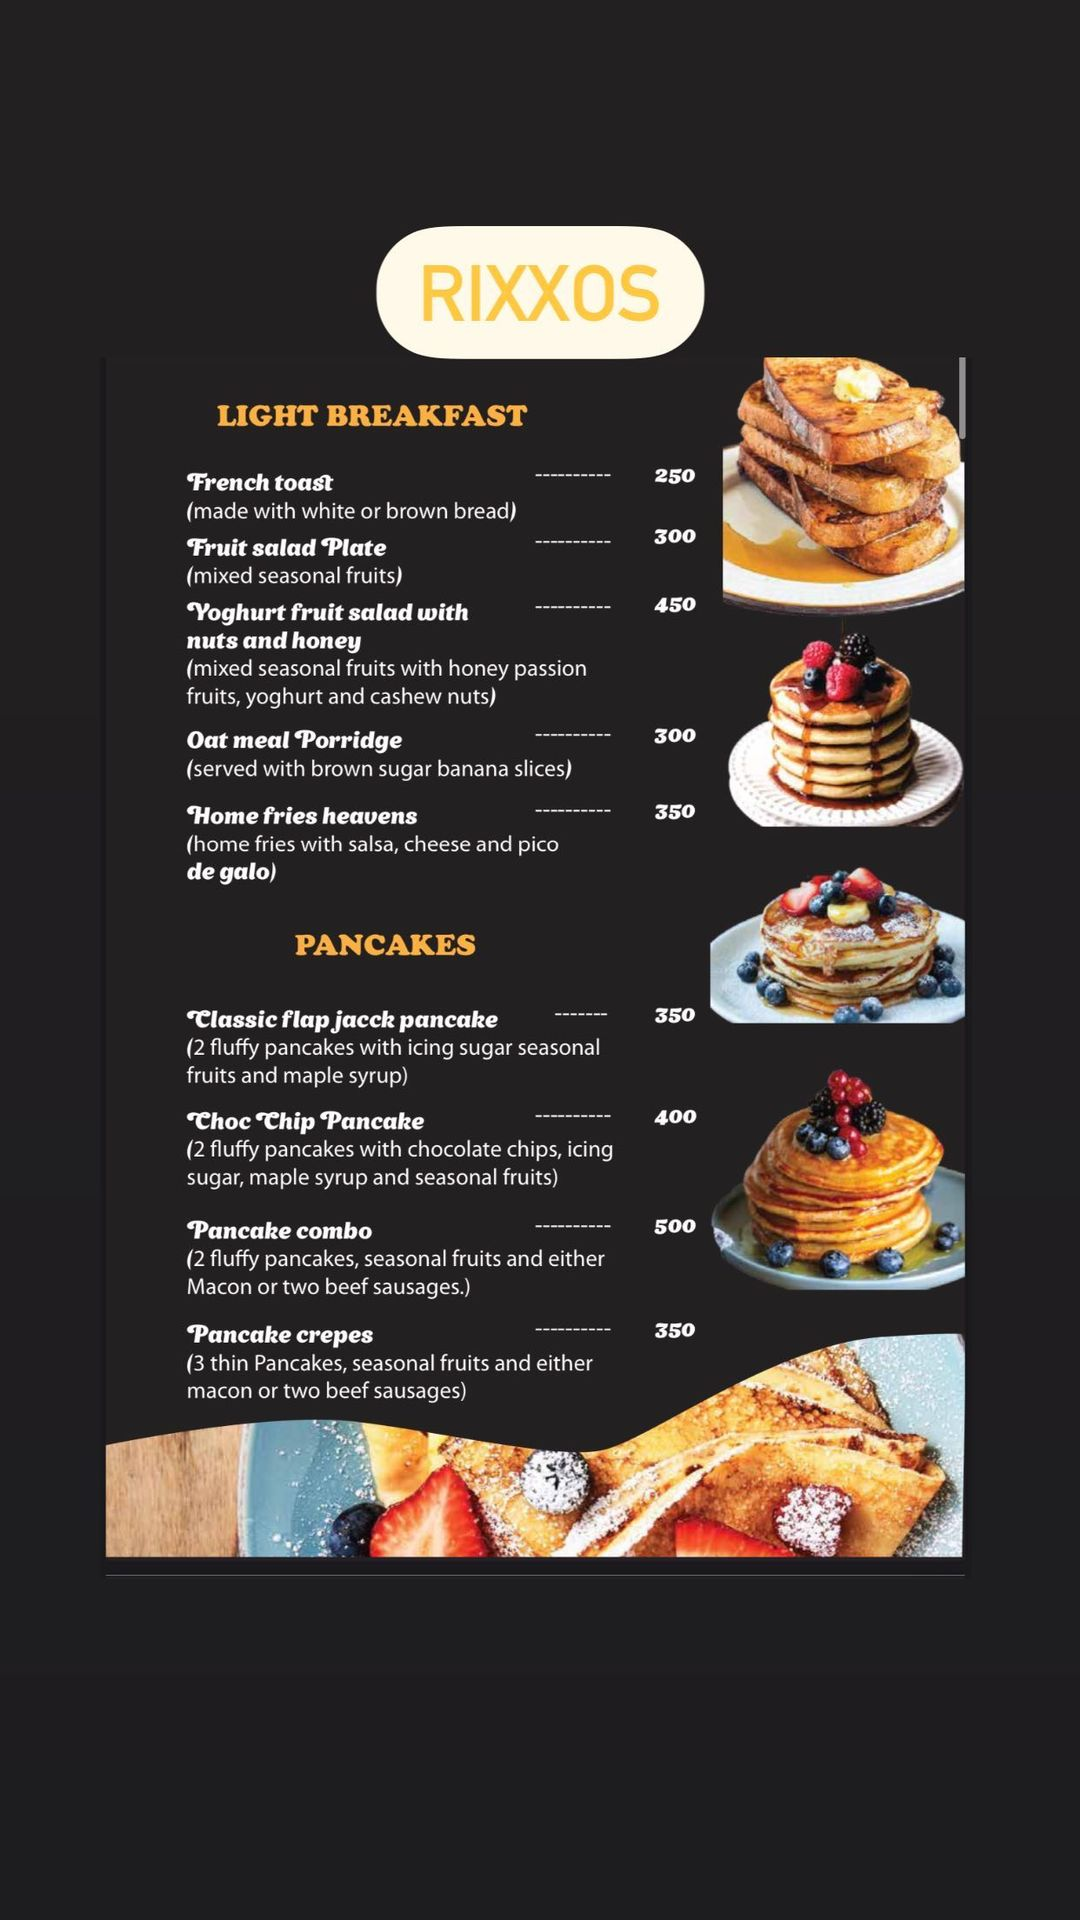 RIXXOS
LIGHT BREAKFAST
French toast ---------- 250
(made with white or brown bread)
Fruit salad Plate ---------- 300
(mixed seasonal fruits)
Yoghurt fruit salad with ---------- 450
nuts and honey
(mixed seasonal fruits with honey passion
fruits, yoghurt and cashew nuts)
Oat meal Porridge ---------- 300
(served with brown sugar banana slices)
Home fries heavens ---------- 350
(home fries with salsa, cheese and pico
de galo)
PANCAKES
Classic flap jacck pancake ------- 350
(2 fluffy pancakes with icing sugar seasonal
fruits and maple syrup)
Choc Chip Pancake ---------- 400
(2 fluffy pancakes with chocolate chips, icing
sugar, maple syrup and seasonal fruits)
Pancake combo ---------- 500
(2 fluffy pancakes, seasonal fruits and either
Macon or two beef sausages.)
Pancake crepes ---------- 350
(3 thin Pancakes, seasonal fruits and either
macon or two beef sausages)